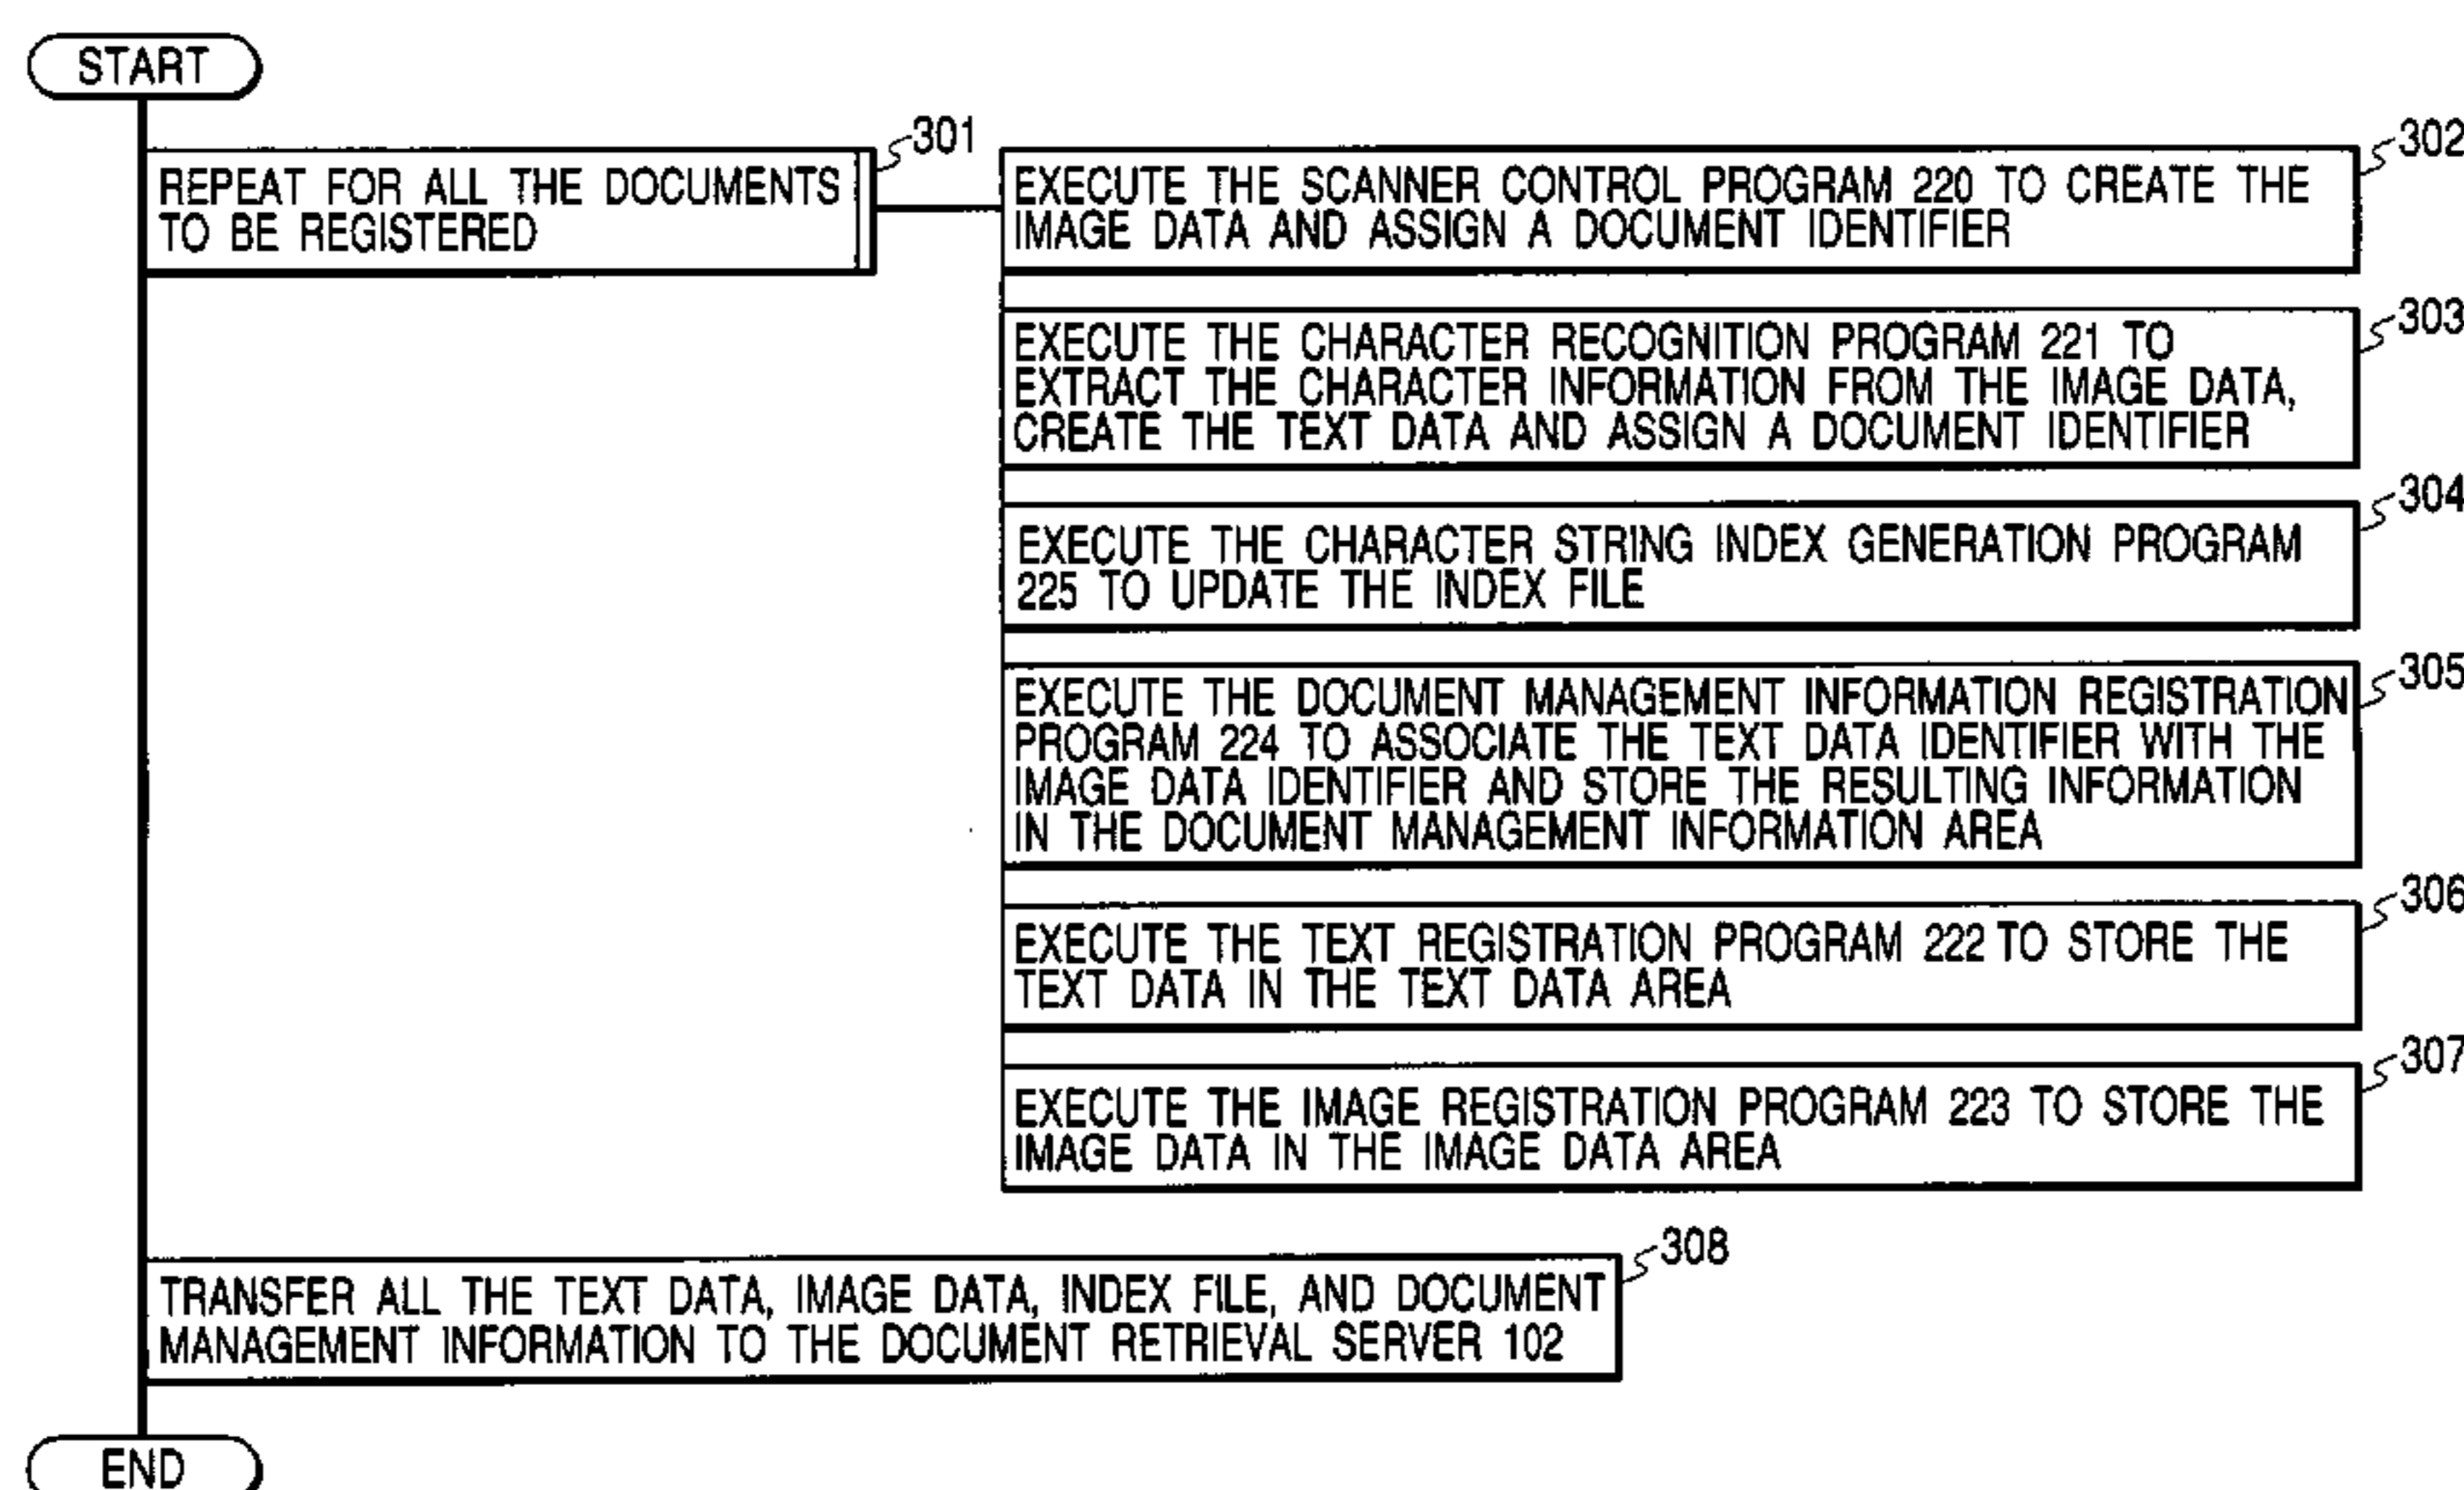 START
301
REPEAT FOR ALL THE DOCUMENTS
TO BE REGISTERED
302
EXECUTE THE SCANNER CONTROL PROGRAM 220 TO CREATE THE
IMAGE DATA AND ASSIGN A DOCUMENT IDENTIFIER
303
EXECUTE THE CHARACTER RECOGNITION PROGRAM 221 TO
EXTRACT THE CHARACTER INFORMATION FROM THE IMAGE DATA,
CREATE THE TEXT DATA AND ASSIGN A DOCUMENT IDENTIFIER
304
EXECUTE THE CHARACTER STRING INDEX GENERATION PROGRAM
225 TO UPDATE THE INDEX FILE
305
EXECUTE THE DOCUMENT MANAGEMENT INFORMATION REGISTRATION
PROGRAM 224 TO ASSOCIATE THE TEXT DATA IDENTIFIER WITH THE
IMAGE DATA IDENTIFIER AND STORE THE RESULTING INFORMATION
IN THE DOCUMENT MANAGEMENT INFORMATION AREA
306
EXECUTE THE TEXT REGISTRATION PROGRAM 222 TO STORE THE
TEXT DATA IN THE TEXT DATA AREA
307
EXECUTE THE IMAGE REGISTRATION PROGRAM 223 TO STORE THE
IMAGE DATA IN THE IMAGE DATA AREA
308
TRANSFER ALL THE TEXT DATA, IMAGE DATA, INDEX FILE, AND DOCUMENT
MANAGEMENT INFORMATION TO THE DOCUMENT RETRIEVAL SERVER 102
END